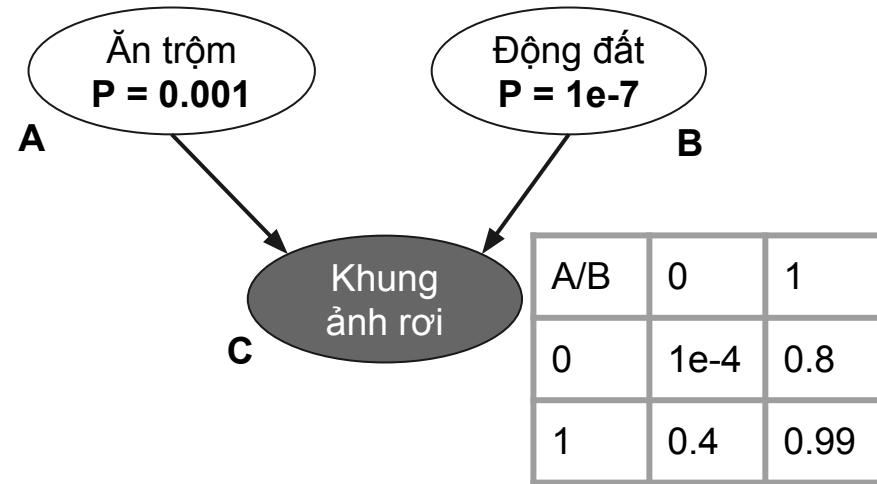 Ăn trộm
P = 0.001
A
Động đất
P = 1e-7
B
Khung
ảnh rơi
C
A/B 0 1
0 1e-4 0.8
1 0.4 0.99